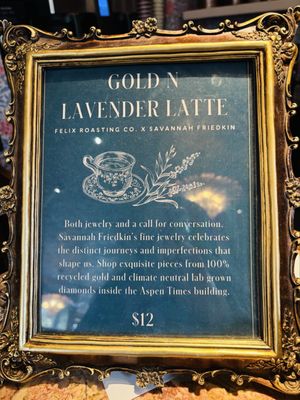 GOLD N
LAVENDER LATTE
FELIX ROASTING CO. X SAVANNAH FRIEDKIN
Both jewelry and a call for conversation,
Savannah Friedkin's fine jewelry celebrates
the distinct journeys and imperfections that
shape us. Shop exquisite pieces from 100%
recycled gold and climate neutral lab grown
diamonds inside the Aspen Times building.
$12